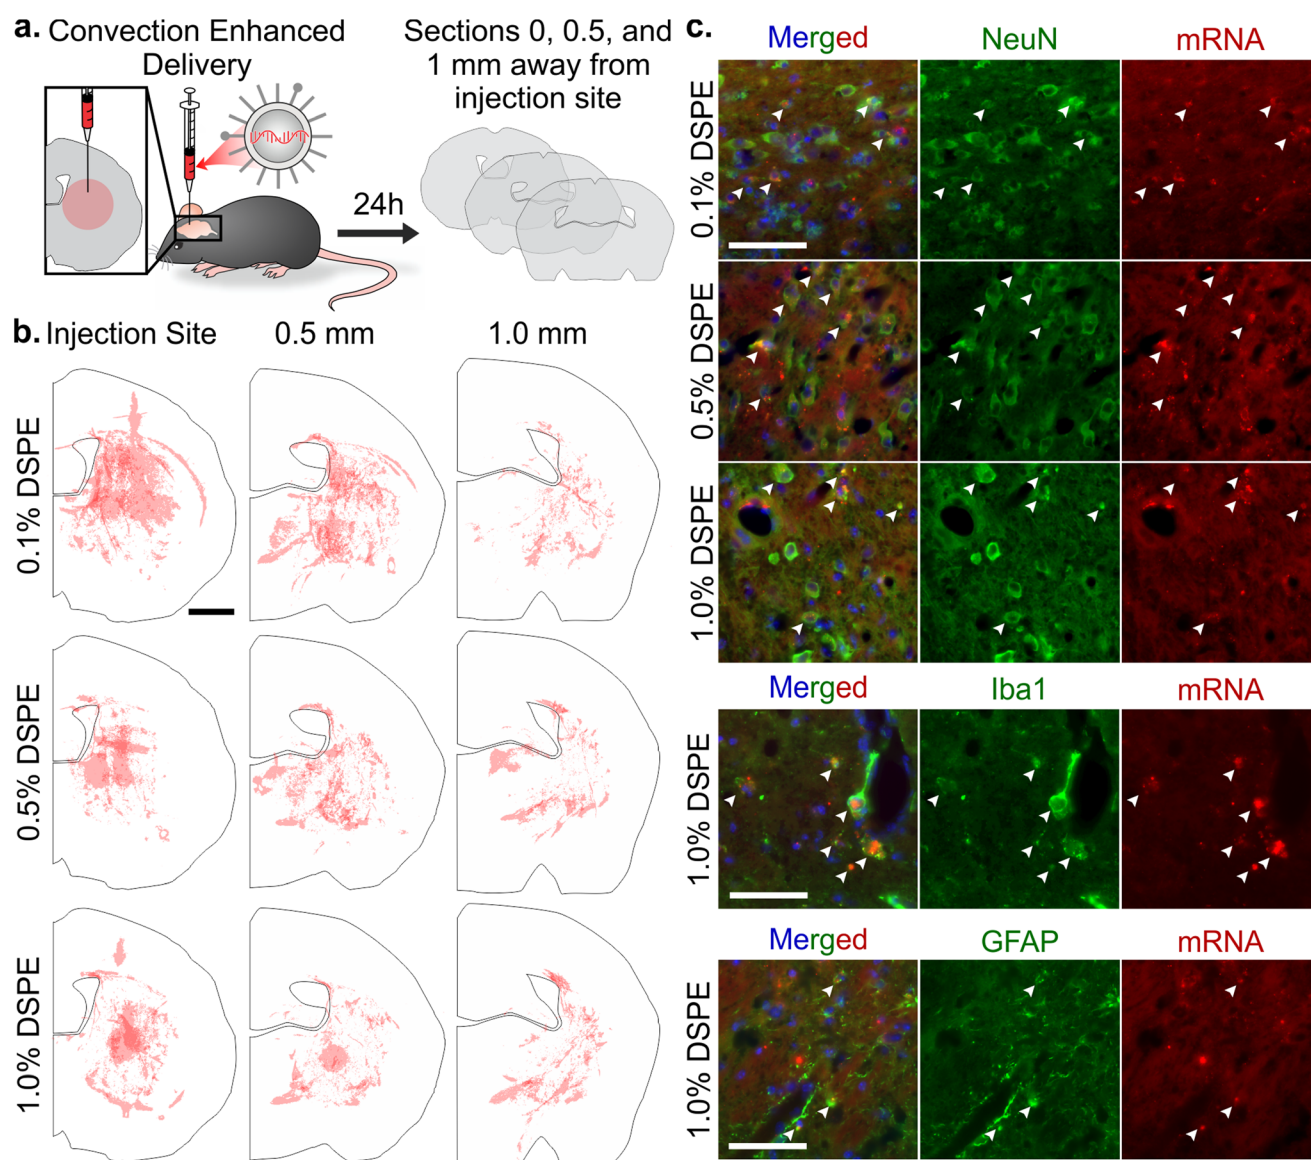 a. Convection Enhanced
Delivery
Sections 0, 0.5, and
1 mm away from
injection site
24h
b. Injection Site
0.5 mm
1.0 mm
0.1% DSPE
0.5% DSPE
1.0% DSPE
c.
Merged
NeuN
mRNA
0.1% DSPE
0.5% DSPE
1.0% DSPE
Merged
Iba1
mRNA
1.0% DSPE
Merged
GFAP
mRNA
1.0% DSPE